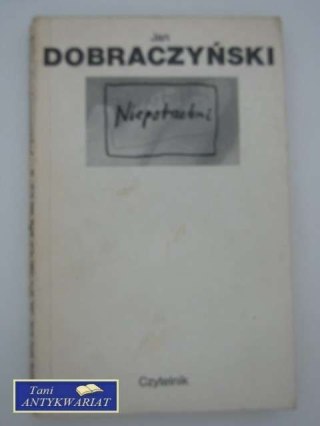 Jan
DOBRACZYŃSKI
Niepotrzebni
Czytelnik
Tani
ANTYKWARIAT